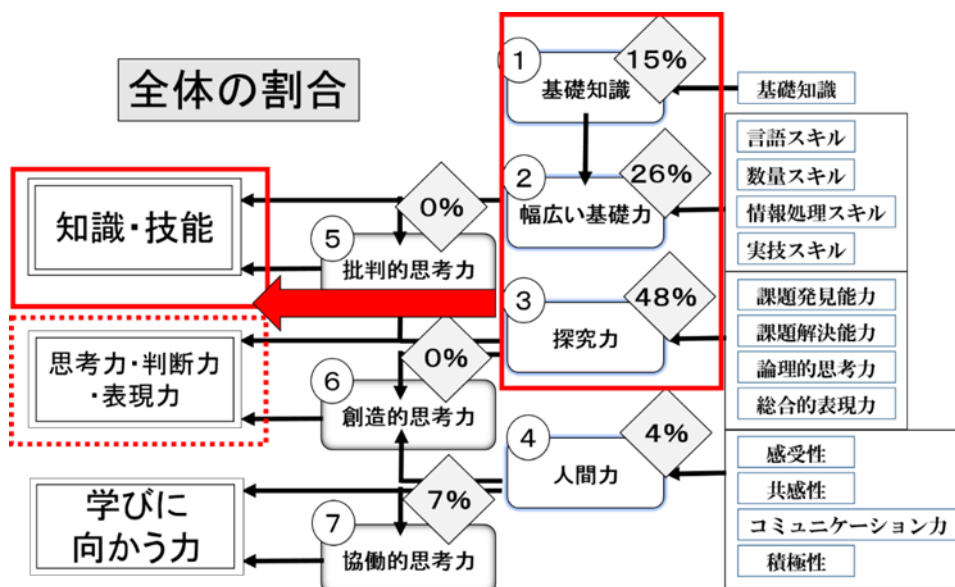 全体の割合
知識・技能
思考力・判断力
・表現力
学びに
向かう力
1
15%
基礎知識
2
26%
幅広い基礎力
3
48%
探究力
4
4%
人間力
5
0%
批判的思考力
6
0%
創造的思考力
7
7%
協働的思考力
基礎知識
言語スキル
数量スキル
情報処理スキル
実技スキル
課題発見能力
課題解決能力
論理的思考力
総合的表現力
感受性
共感性
コミュニケーション力
積極性